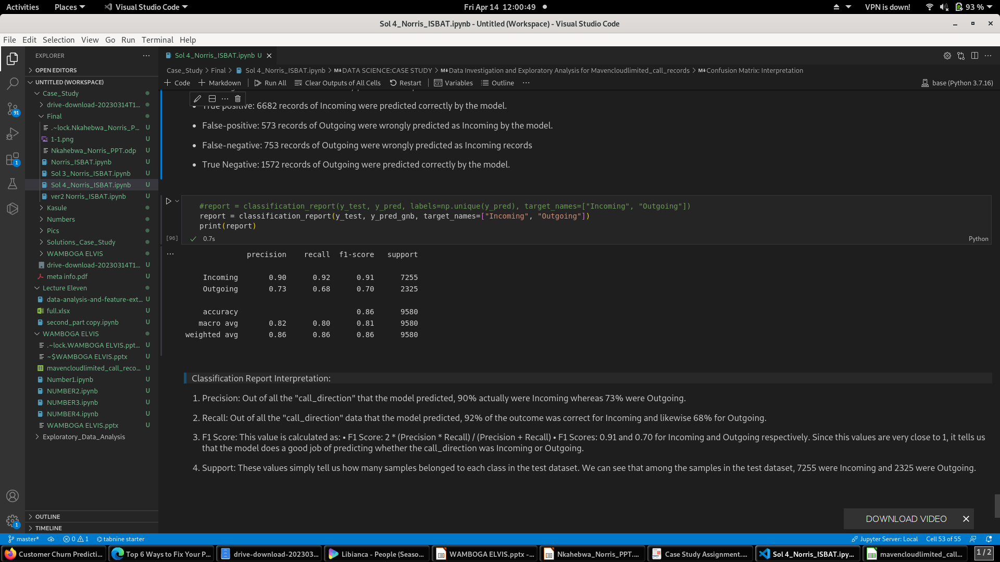 Activities Places Visual Studio Code Fri Apr 14 12:00:49 VPN is down! 93 %
Sol 4_Norris_ISBAT.ipynb - Untitled (Workspace) - Visual Studio Code
File Edit Selection View Go Run Terminal Help
EXPLORER
OPEN EDITORS
UNTITLED (WORKSPACE)
Case_Study
drive-download-20230314T1...
Final
.~lock.Nkahebwa_Norris_P... U
1-1.png U
Nkahebwa_Norris_PPT.odp U
Norris_ISBAT.ipynb U
Sol 3_Norris_ISBAT.ipynb U
Sol 4_Norris_ISBAT.ipynb U
ver2 Norris_ISBAT.ipynb U
Kasule
Numbers
Pics
Solutions_Case_Study
WAMBOGA ELVIS
drive-download-20230314T1... U
meta info.pdf U
Lecture Eleven
data-analysis-and-feature-ext... U
full.xlsx U
second_part copy.ipynb U
WAMBOGA ELVIS
.~lock.WAMBOGA ELVIS.ppt... U
~$WAMBOGA ELVIS.pptx U
mavencloudlimited_call_reco... U
Number1.ipynb U
NUMBER2.ipynb U
NUMBER3.ipynb U
NUMBER4.ipynb U
WAMBOGA ELVIS.pptx U
Exploratory_Data_Analysis
OUTLINE
TIMELINE
91
1
1
Sol 4_Norris_ISBAT.ipynb U
Case_Study > Final > Sol 4_Norris_ISBAT.ipynb > M↓DATA SCIENCE:CASE STUDY > M↓Data Investigation and Exploratory Analysis for Mavencloudlimited_call_records > M↓Confusion Matrix: Interpretation
+ Code + Markdown Run All Clear Outputs of All Cells Restart Variables Outline ... base (Python 3.7.16)
• True positive: 6682 records of Incoming were predicted correctly by the model.
• False-positive: 573 records of Outgoing were wrongly predicted as Incoming by the model.
• False-negative: 753 records of Outgoing were wrongly predicted as Incoming records
• True Negative: 1572 records of Outgoing were predicted correctly by the model.
#report = classification_report(y_test, y_pred, labels=np.unique(y_pred), target_names=["Incoming", "Outgoing"])
report = classification_report(y_test, y_pred_gnb, target_names=["Incoming", "Outgoing"])
print(report)
[96] 0.7s Python
precision recall f1-score support
Incoming 0.90 0.92 0.91 7255
Outgoing 0.73 0.68 0.70 2325
accuracy 0.86 9580
macro avg 0.82 0.80 0.81 9580
weighted avg 0.86 0.86 0.86 9580
Classification Report Interpretation:
1. Precision: Out of all the "call_direction" that the model predicted, 90% actually were Incoming whereas 73% were Outgoing.
2. Recall: Out of all the "call_direction" data that the model predicted, 92% of the outcome was correct for Incoming and likewise 68% for Outgoing.
3. F1 Score: This value is calculated as: • F1 Score: 2 * (Precision * Recall) / (Precision + Recall) • F1 Scores: 0.91 and 0.70 for Incoming and Outgoing respectively. Since this values are very close to 1, it tells us
that the model does a good job of predicting whether the call_direction was Incoming or Outgoing.
4. Support: These values simply tell us how many samples belonged to each class in the test dataset. We can see that among the samples in the test dataset, 7255 were Incoming and 2325 were Outgoing.
DOWNLOAD VIDEO
master* 0 1 tabnine starter Jupyter Server: Local Cell 53 of 55
Customer Churn Predicti... Top 6 Ways to Fix Your P... drive-download-202303... Libianca - People (Seaso... WAMBOGA ELVIS.pptx -... Nkahebwa_Norris_PPT.... Case Study Assignment.... Sol 4_Norris_ISBAT.ipy... mavencloudlimited_call... 1 / 2